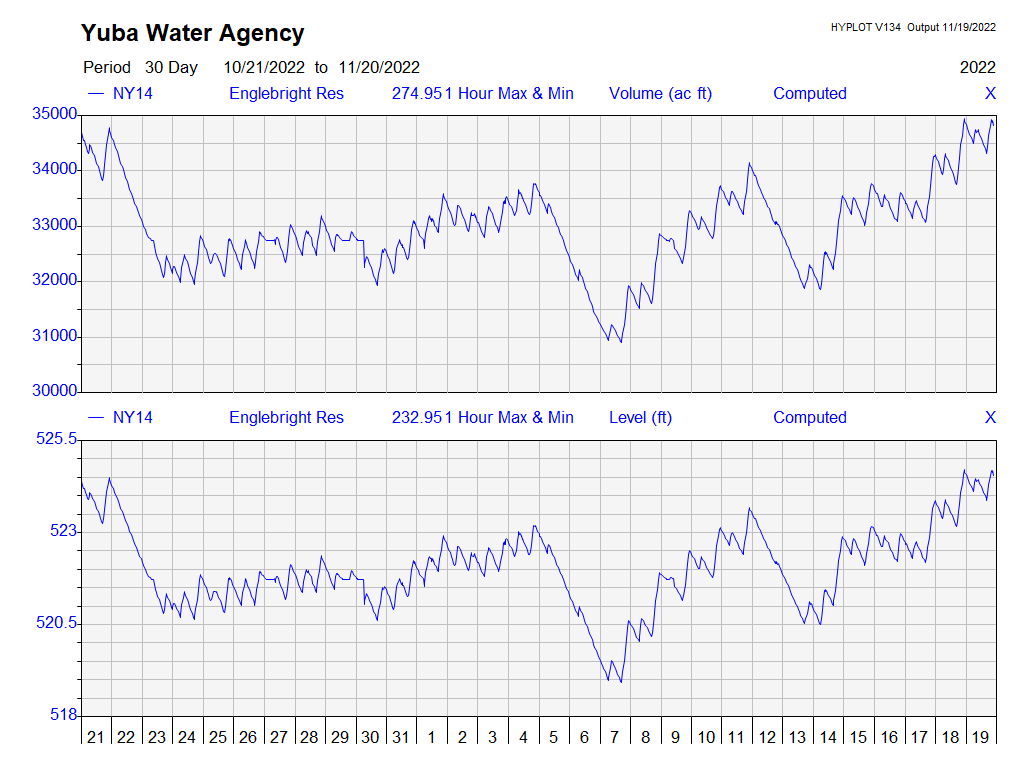 Yuba Water Agency
HYPLOT V134 Output 11/19/2022
Period 30 Day 10/21/2022 to 11/20/2022 2022
NY14 Englebright Res 274.951 Hour Max & Min Volume (ac ft) Computed X
35000
34000
33000
32000
31000
30000
NY14 Englebright Res 232.951 Hour Max & Min Level (ft) Computed X
525.5
523
520.5
518
21 22 23 24 25 26 27 28 29 30 31 1 2 3 4 5 6 7 8 9 10 11 12 13 14 15 16 17 18 19